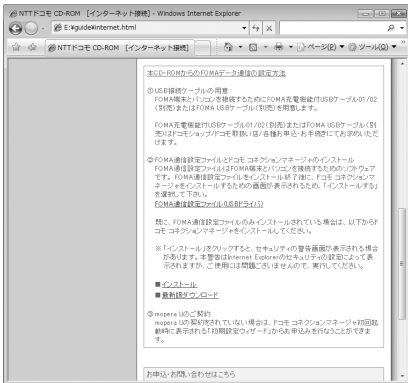 NTTドコモ CD-ROM ［インターネット接続］ - Windows Internet Explorer
E:¥guide¥internet.html
NTTドコモ CD-ROM ［インターネット接続］
ページ(P) ツール(O)
本CD-ROMからのFOMAデータ通信の設定方法
①USB接続ケーブルの用意
FOMA端末とパソコンを接続するためにFOMA充電機能付USBケーブル01/02
(別売)またはFOMA USBケーブル(別売)を用意します。
FOMA充電機能付USBケーブル01/02(別売)またはFOMA USBケーブル(別
売)はドコモショップ/ドコモ取扱い店/各種お申込・お手続きにてお求めいただ
けます。
②FOMA通信設定ファイルとドコモ コネクションマネージャのインストール
FOMA通信設定ファイルはFOMA端末とパソコンを接続するためのソフトウェア
です。FOMA通信設定ファイルをインストール終了後に、ドコモ コネクションマ
ネージャをインストールするための画面が表示されるため、「インストールする」
を選択して下さい。
FOMA通信設定ファイル(USBドライバ)
既に、FOMA通信設定ファイルのみインストールされている場合は、以下からド
コモ コネクションマネージャをインストールしてください。
※「インストール」をクリックすると、セキュリティの警告画面が表示される場合
があります。本警告はInternet Explorerのセキュリティの設定によって表
示されますが、ご使用には問題ございませんので、実行してください。
■インストール
■最新版ダウンロード
③mopera Uのご契約
mopera Uの契約をされていない場合は、ドコモ コネクションマネージャ初回起
動時に表示される「初期設定ウィザード」からお申込みを行なうことができま
す。
お申込・お問い合わせはこちら